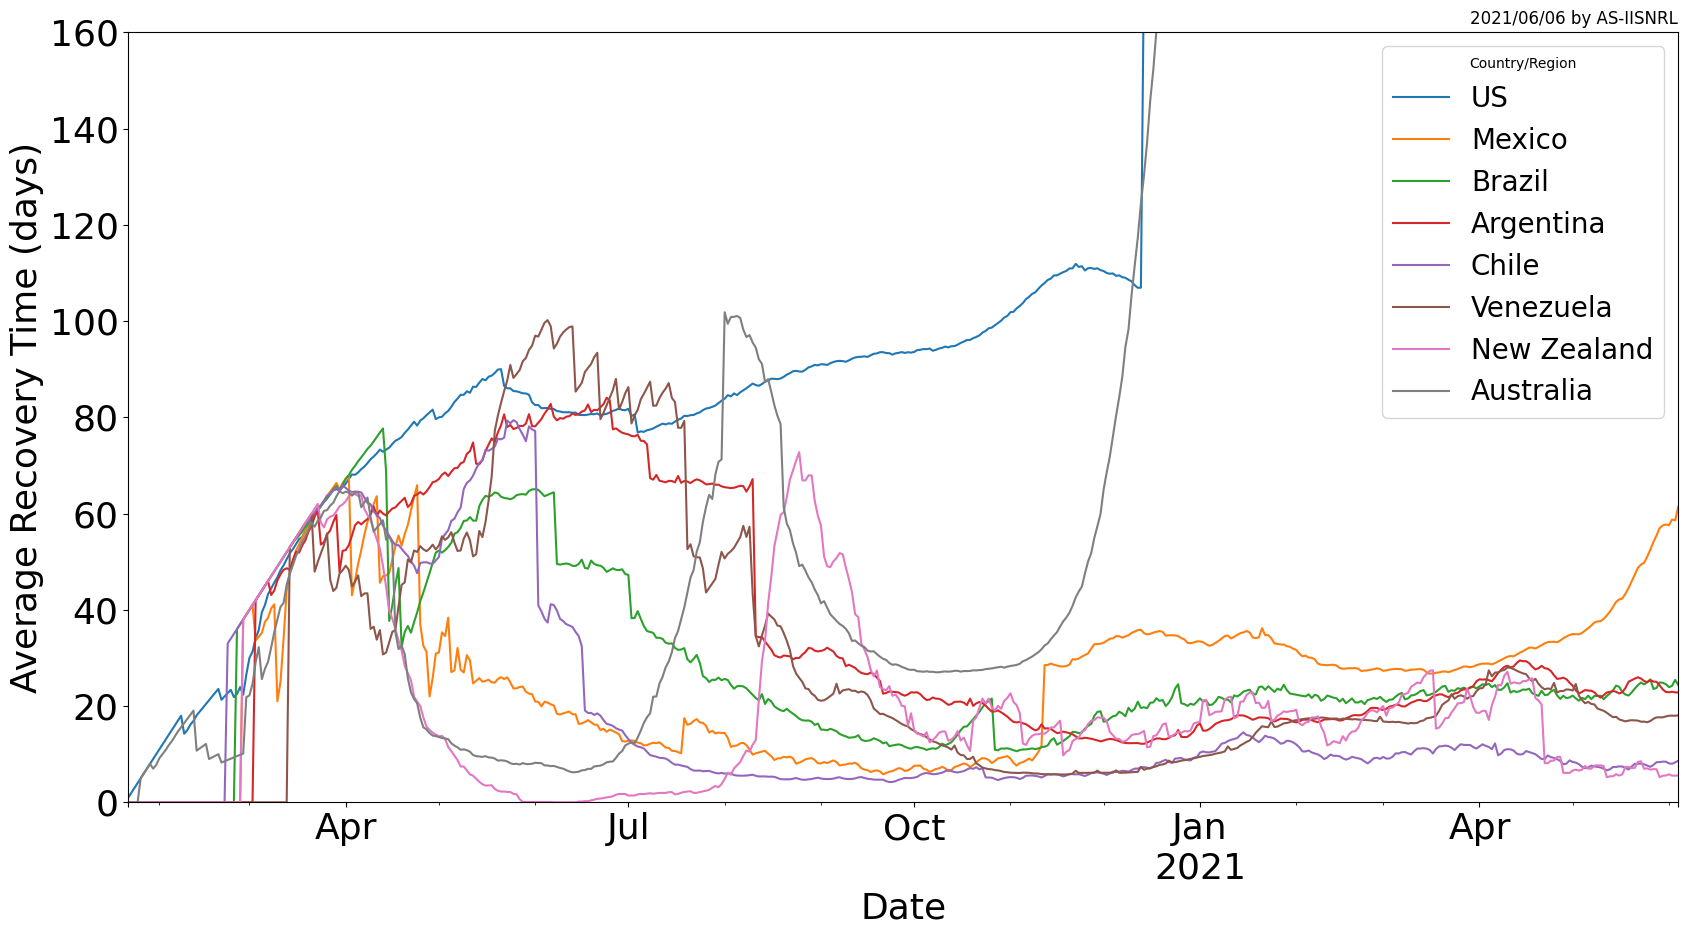 2021/06/06 by AS-IISNRL
Average Recovery Time (days)
160
140
120
100
80
60
40
20
0
Country/Region
US
Mexico
Brazil
Argentina
Chile
Venezuela
New Zealand
Australia
Apr
Jul
Oct
Jan
2021
Apr
Date